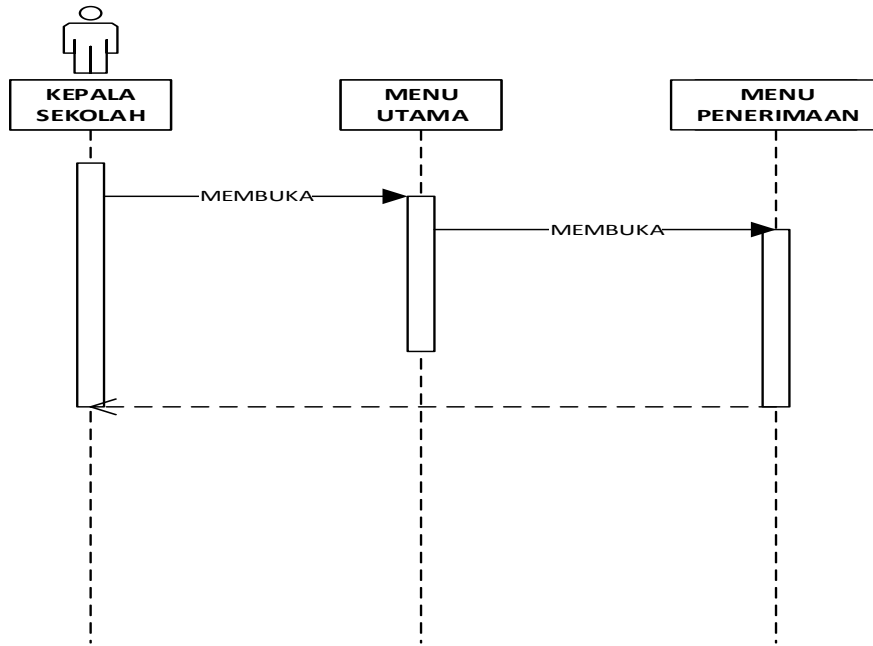 KEPALA
SEKOLAH
MENU
UTAMA
MENU
PENERIMAAN
MEMBUKA
MEMBUKA